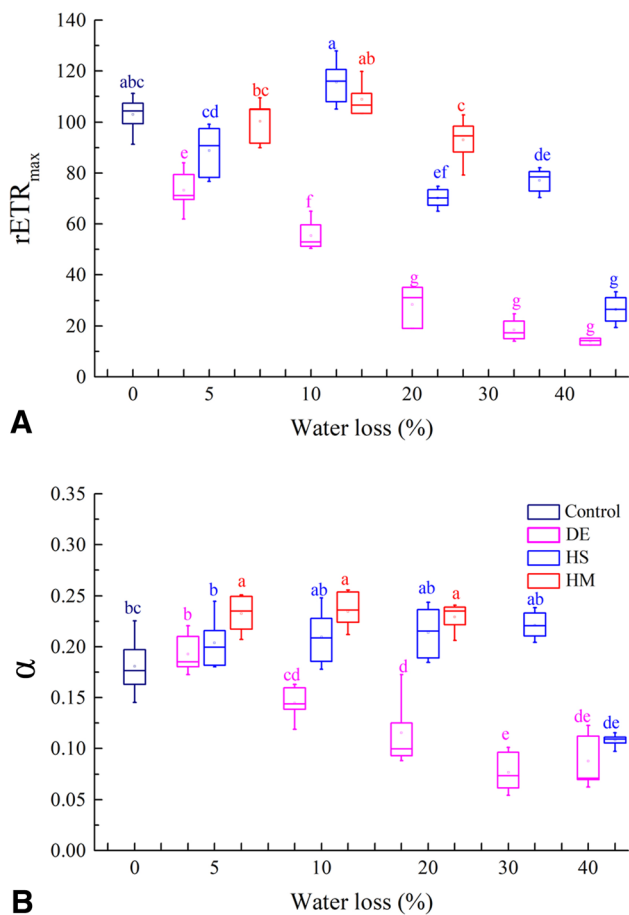 140
120
100
80
60
40
20
0
rETRmax
abc
e
cd
bc
f
a
ab
g
ef
c
g
de
g
g
0 5 10 20 30 40
Water loss (%)
A
0.35
0.30
0.25
0.20
0.15
0.10
0.05
0.00
α
Control
DE
HS
HM
bc
b
b
a
cd
ab
a
d
ab
a
e
ab
de
de
0 5 10 20 30 40
Water loss (%)
B